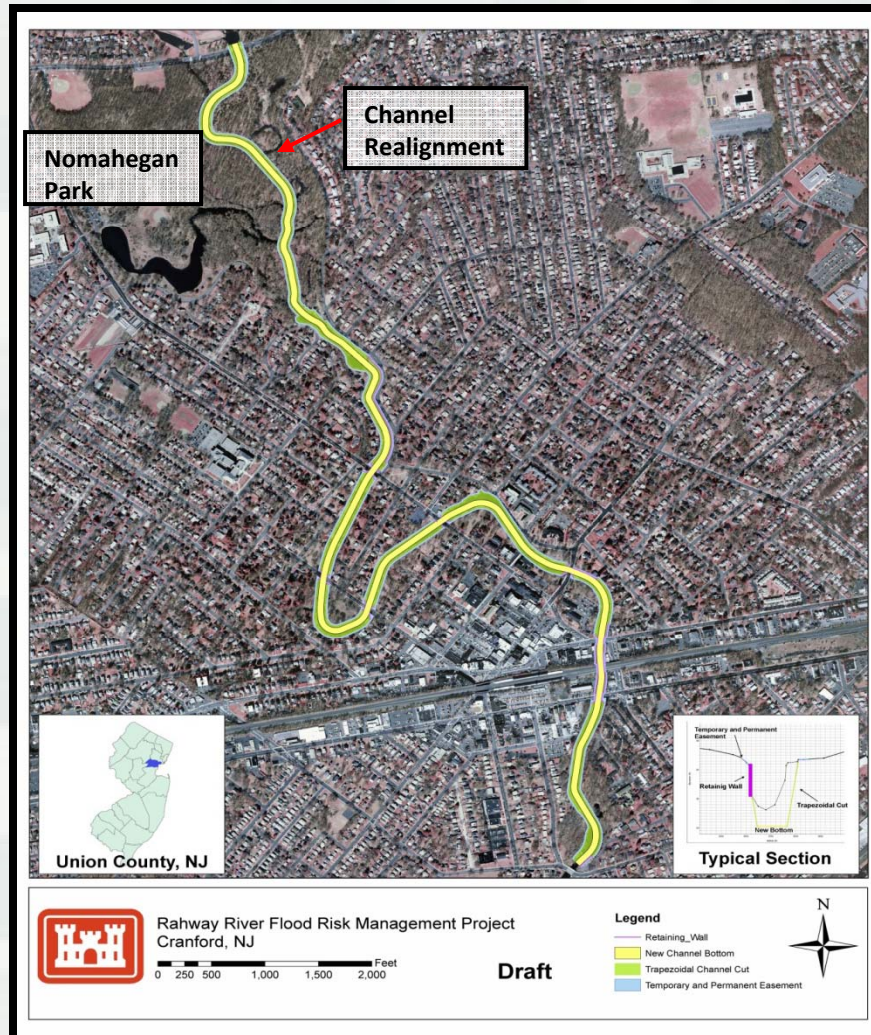 Channel
Realignment
Nomahegan
Park
Union County, NJ
Temporary and Permanent
Easement
Retainig Wall
Trapezoidal Cut
New Bottom
Typical Section
Rahway River Flood Risk Management Project
Cranford, NJ
Feet
0 250 500 1,000 1,500 2,000
Draft
Legend
Retaining_Wall
New Channel Bottom
Trapezoidal Channel Cut
Temporary and Permanent Easement
N